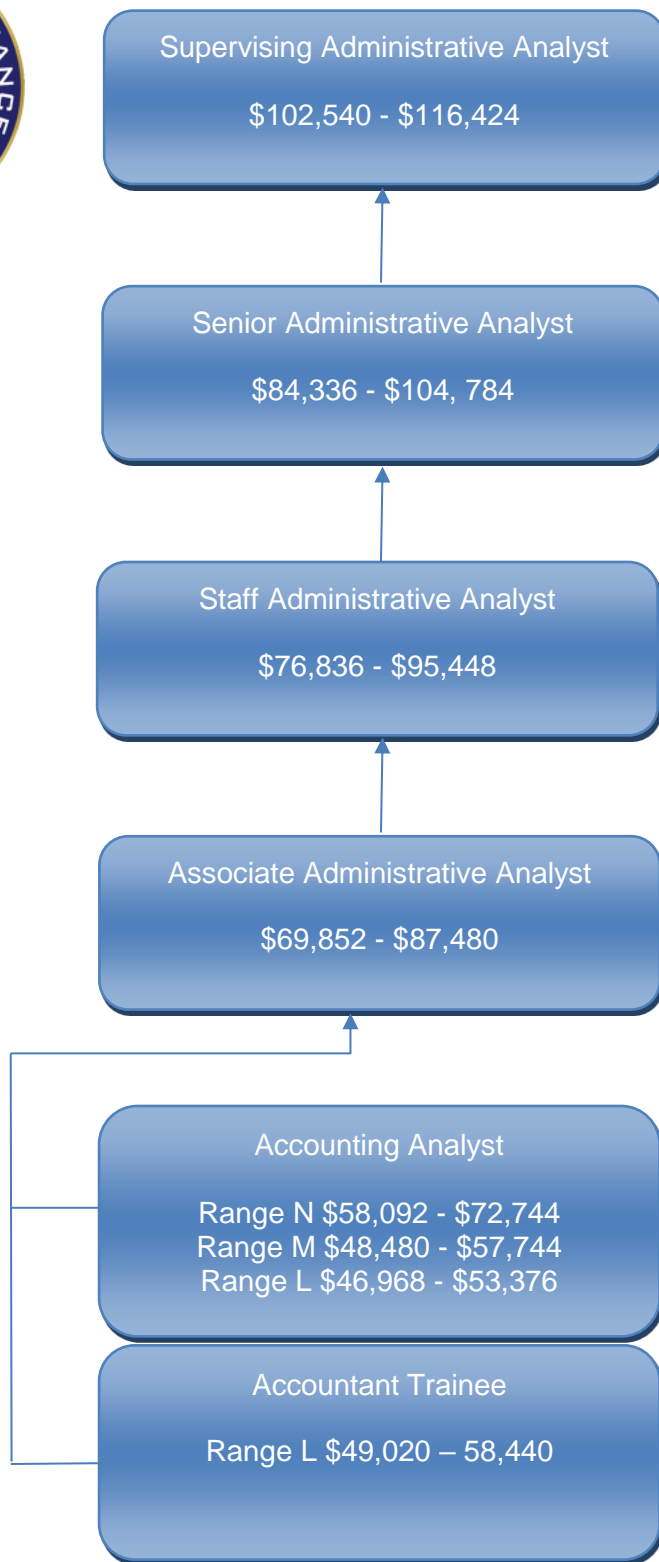 Supervising Administrative Analyst
$102,540 - $116,424
Senior Administrative Analyst
$84,336 - $104, 784
Staff Administrative Analyst
$76,836 - $95,448
Associate Administrative Analyst
$69,852 - $87,480
Accounting Analyst
Range N $58,092 - $72,744
Range M $48,480 - $57,744
Range L $46,968 - $53,376
Accountant Trainee
Range L $49,020 – 58,440